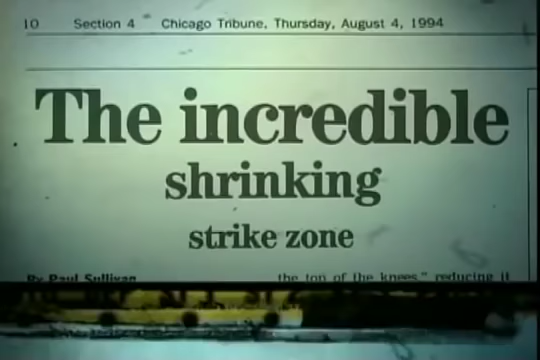 10 Section 4 Chicago Tribune, Thursday, August 4, 1994
The incredible
shrinking
strike zone
By Paul Sullivan
the top of the knees" reducing it